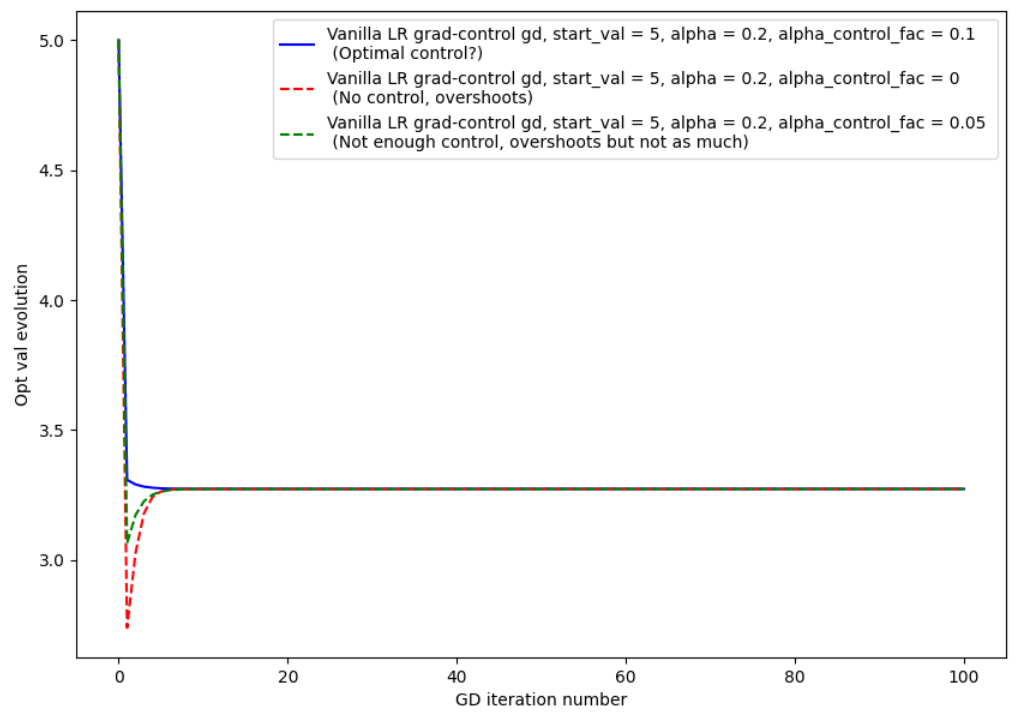 5.0
4.5
4.0
3.5
3.0
Opt val evolution
Vanilla LR grad-control gd, start_val = 5, alpha = 0.2, alpha_control_fac = 0.1
(Optimal control?)
Vanilla LR grad-control gd, start_val = 5, alpha = 0.2, alpha_control_fac = 0
(No control, overshoots)
Vanilla LR grad-control gd, start_val = 5, alpha = 0.2, alpha_control_fac = 0.05
(Not enough control, overshoots but not as much)
0 20 40 60 80 100
GD iteration number